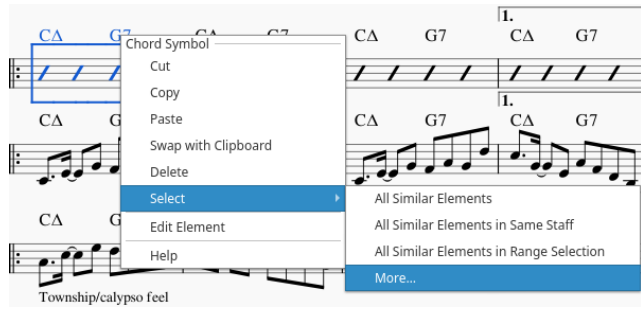 1.
CΔ G7 CΔ G7 CΔ G7
Chord Symbol
Cut
Copy
Paste
Swap with Clipboard
Delete
Select
Edit Element
Help
1.
CΔ G CΔ G7 CΔ G7
All Similar Elements
All Similar Elements in Same Staff
All Similar Elements in Range Selection
More...
CΔ G
Township/calypso feel